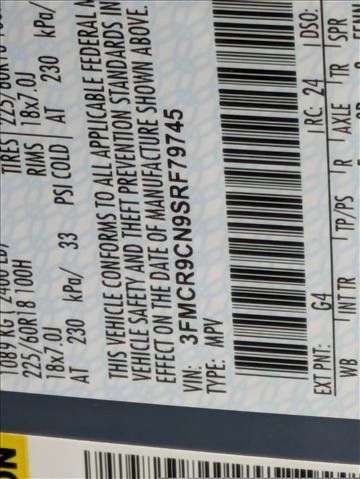 1089 KG ( 2400 LB)
225/60R18 100H TIRES 225/60R18
18x7.0J RIMS 18x7.0J
AT 230 kPa/ 33 PSI COLD AT 230 kPa/
THIS VEHICLE CONFORMS TO ALL APPLICABLE FEDERAL
VEHICLE SAFETY AND THEFT PREVENTION STANDARDS IN
EFFECT ON THE DATE OF MANUFACTURE SHOWN ABOVE.
VIN: 3FMCR9CN9SRF79745
TYPE: MPV
EXT PNT: G4 RC: 24 DSO:
WB INT TR TP/PS R AXLE TR SPR
ON